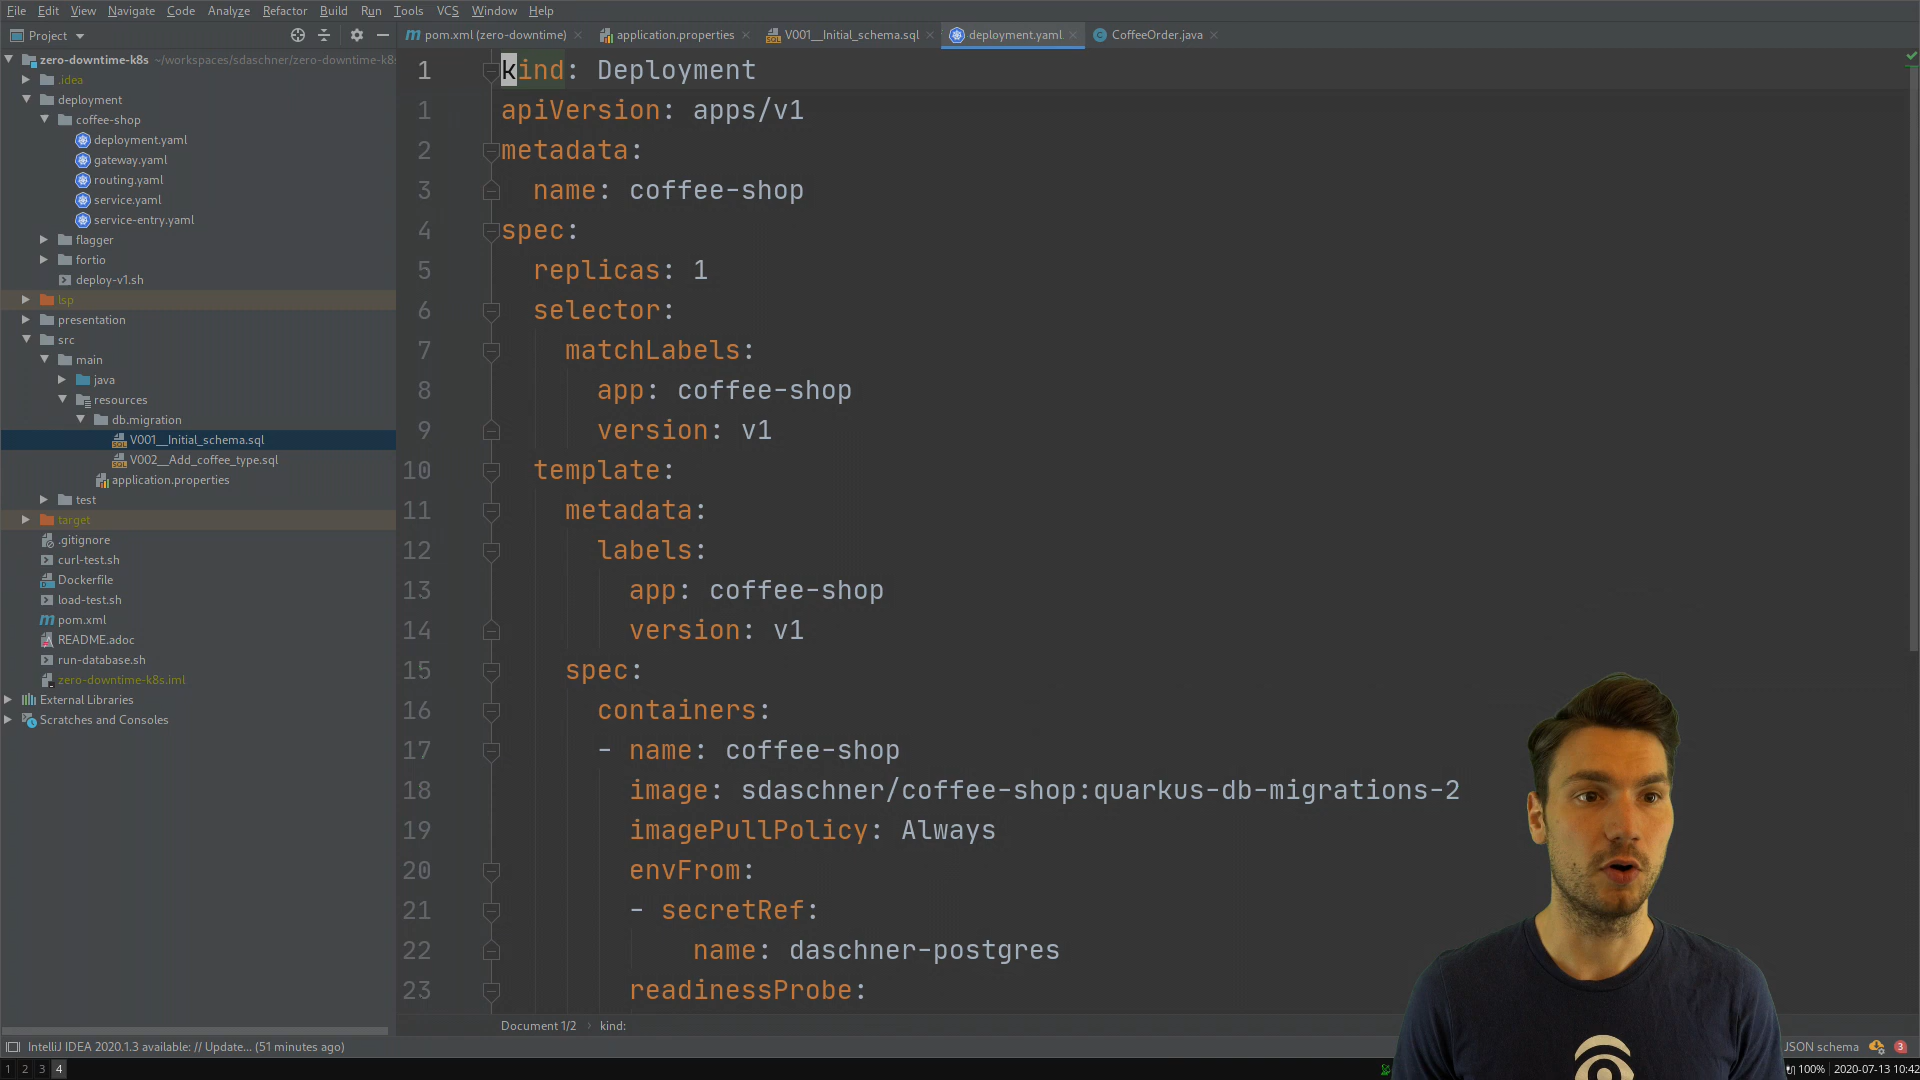 File Edit View Navigate Code Analyze Refactor Build Run Tools VCS Window Help
Project
pom.xml (zero-downtime)
application.properties
V001__Initial_schema.sql
deployment.yaml
CoffeeOrder.java
zero-downtime-k8s ~/workspaces/sdaschner/zero-downtime-k8s
.idea
deployment
coffee-shop
deployment.yaml
gateway.yaml
routing.yaml
service.yaml
service-entry.yaml
flagger
fortio
deploy-v1.sh
lsp
presentation
src
main
java
resources
db.migration
V001__Initial_schema.sql
V002__Add_coffee_type.sql
application.properties
test
target
.gitignore
curl-test.sh
Dockerfile
load-test.sh
pom.xml
README.adoc
run-database.sh
zero-downtime-k8s.iml
External Libraries
Scratches and Consoles
1 kind: Deployment
1 apiVersion: apps/v1
2 metadata:
3 name: coffee-shop
4 spec:
5 replicas: 1
6 selector:
7 matchLabels:
8 app: coffee-shop
9 version: v1
10 template:
11 metadata:
12 labels:
13 app: coffee-shop
14 version: v1
15 spec:
16 containers:
17 - name: coffee-shop
18 image: sdaschner/coffee-shop:quarkus-db-migrations-2
19 imagePullPolicy: Always
20 envFrom:
21 - secretRef:
22 name: daschner-postgres
23 readinessProbe:
Document 1/2 › kind:
IntelliJ IDEA 2020.1.3 available: // Update... (51 minutes ago)
JSON schema
3
1 2 3 4
100% 2020-07-13 10:42